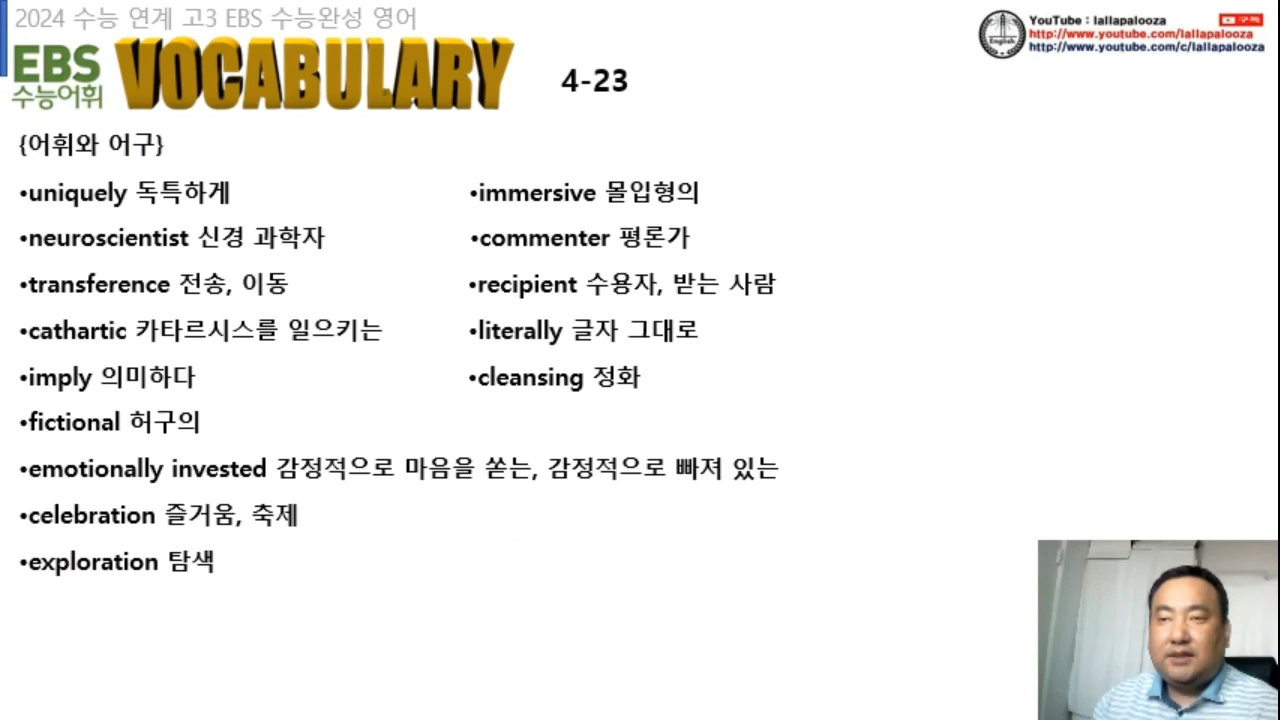 2024 수능 연계 고3 EBS 수능완성 영어
EBS 수능어휘 VOCABULARY 4-23
YouTube : lallapalooza 구독
http://www.youtube.com/lallapalooza
http://www.youtube.com/c/lallapalooza
English
{어휘와 어구}
•uniquely 독특하게
•neuroscientist 신경 과학자
•transference 전송, 이동
•cathartic 카타르시스를 일으키는
•imply 의미하다
•fictional 허구의
•emotionally invested 감정적으로 마음을 쏟는, 감정적으로 빠져 있는
•celebration 즐거움, 축제
•exploration 탐색
•immersive 몰입형의
•commenter 평론가
•recipient 수용자, 받는 사람
•literally 글자 그대로
•cleansing 정화